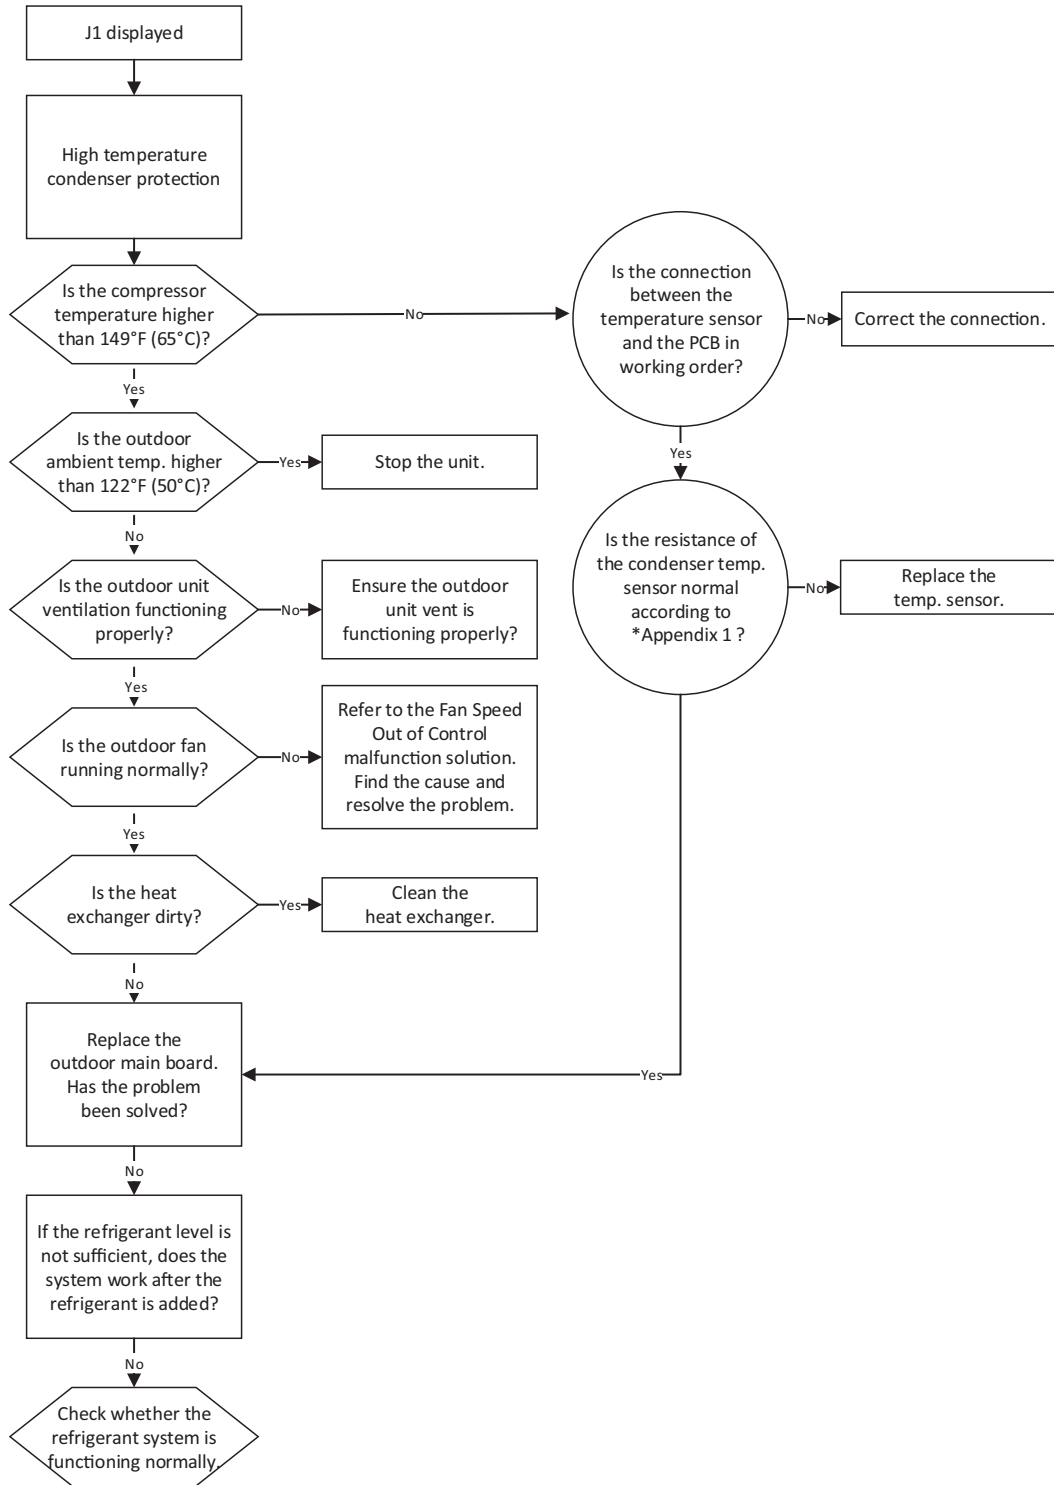 J1 displayed
High temperature
condenser protection
Is the compressor
temperature higher
than 149°F (65°C)?
No
Is the connection
between the
temperature sensor
and the PCB in
working order?
No
Correct the connection.
Yes
Is the outdoor
ambient temp. higher
than 122°F (50°C)?
Yes
Stop the unit.
Yes
No
Is the resistance of
the condenser temp.
sensor normal
according to
*Appendix 1 ?
No
Replace the
temp. sensor.
Is the outdoor unit
ventilation functioning
properly?
No
Ensure the outdoor
unit vent is
functioning properly?
Yes
Is the outdoor fan
running normally?
No
Refer to the Fan Speed
Out of Control
malfunction solution.
Find the cause and
resolve the problem.
Yes
Is the heat
exchanger dirty?
Yes
Clean the
heat exchanger.
No
Replace the
outdoor main board.
Has the problem
been solved?
Yes
No
If the refrigerant level is
not sufficient, does the
system work after the
refrigerant is added?
No
Check whether the
refrigerant system is
functioning normally.